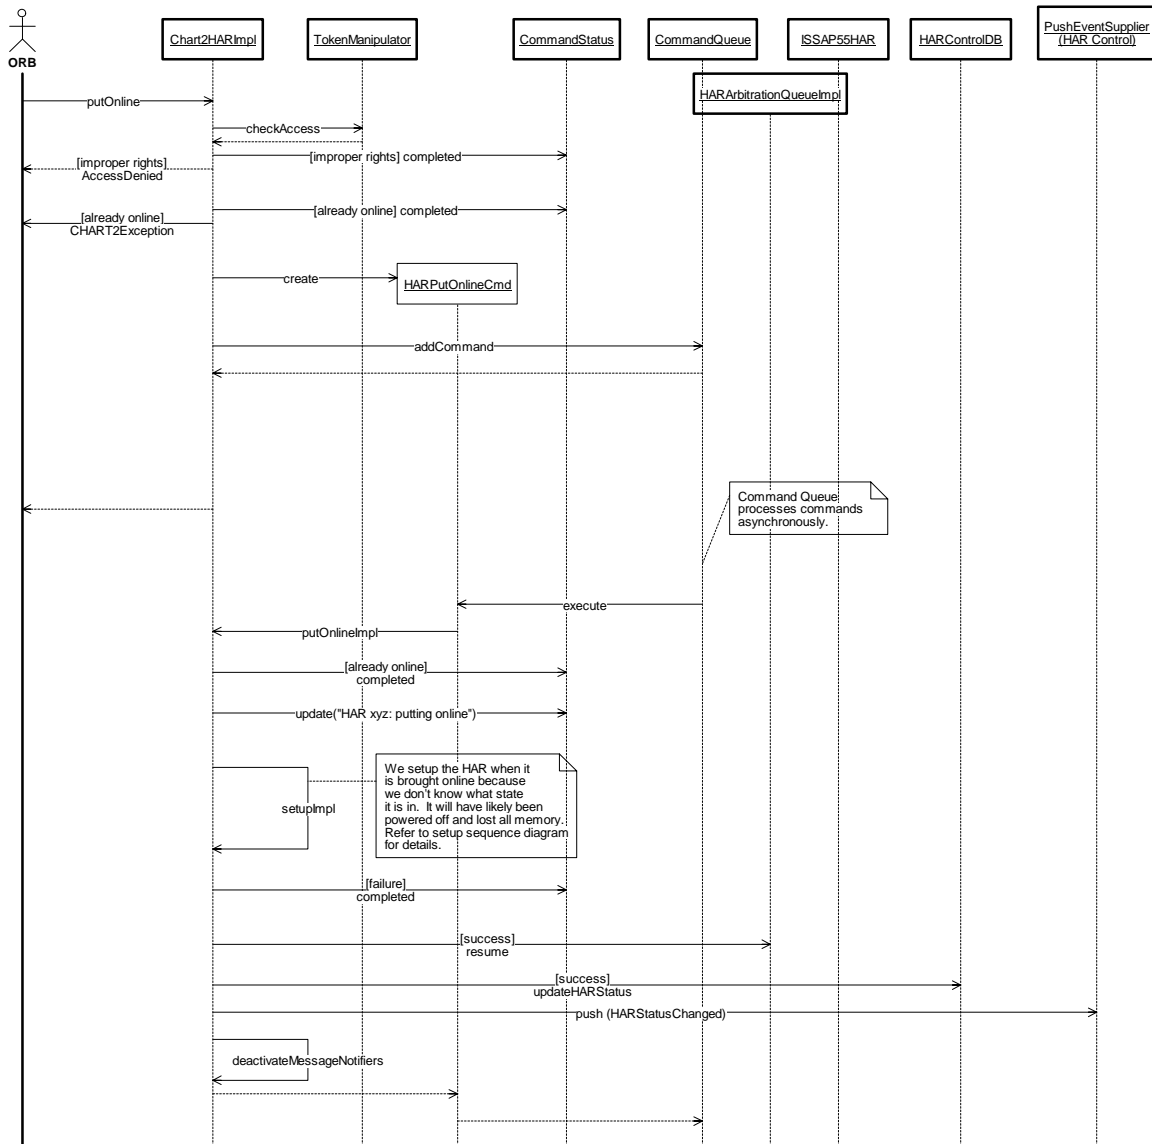 Chart2HARImpl
TokenManipulator
CommandStatus
CommandQueue
ISSAP55HAR
HARControlDB
PushEventSupplier
(HAR Control)
ORB
HARArbitrationQueueImpl
putOnline
checkAccess
[improper rights] completed
[improper rights]
AccessDenied
[already online] completed
[already online]
CHART2Exception
create
HARPutOnlineCmd
addCommand
Command Queue
processes commands
asynchronously.
execute
putOnlineImpl
[already online]
completed
update("HAR xyz: putting online")
We setup the HAR when it
is brought online because
we don't know what state
it is in.  It will have likely been
powered off and lost all memory.
Refer to setup sequence diagram
for details.
setupImpl
[failure]
completed
[success]
resume
[success]
updateHARStatus
push (HARStatusChanged)
deactivateMessageNotifiers